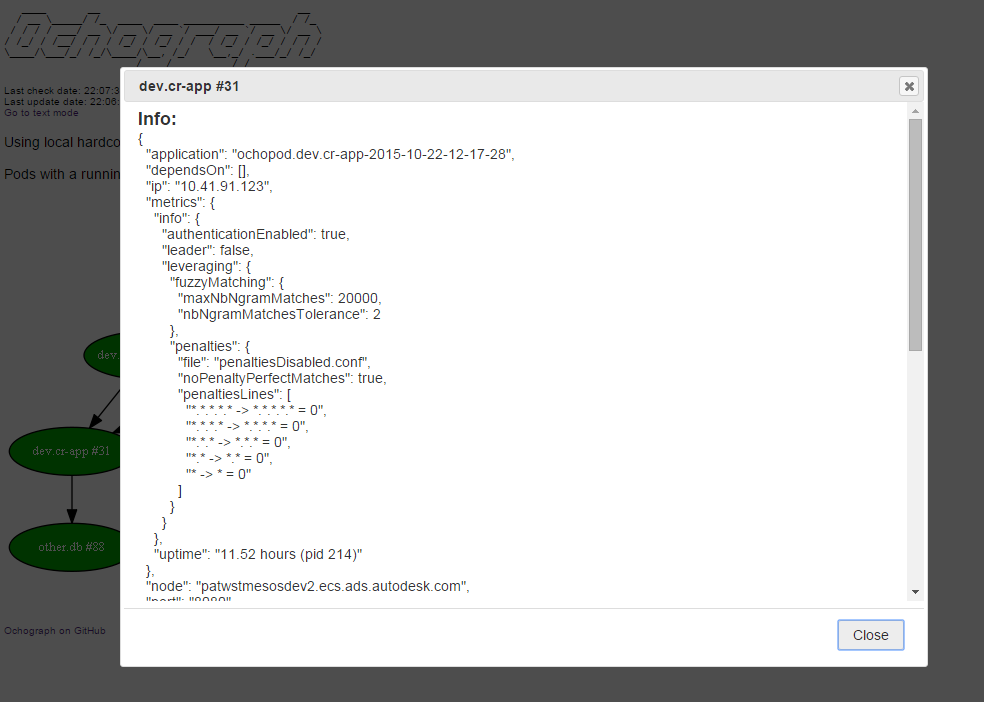 Last check date: 22:07:3
Last update date: 22:06:
Go to text mode
Using local hardco
Pods with a runnin
dev.
dev.cr-app #31
other.db #88
Ochograph on GitHub
dev.cr-app #31
Info:
{
"application": "ochopod.dev.cr-app-2015-10-22-12-17-28",
"dependsOn": [],
"ip": "10.41.91.123",
"metrics": {
"info": {
"authenticationEnabled": true,
"leader": false,
"leveraging": {
"fuzzyMatching": {
"maxNbNgramMatches": 20000,
"nbNgramMatchesTolerance": 2
},
"penalties": {
"file": "penaltiesDisabled.conf",
"noPenaltyPerfectMatches": true,
"penaltiesLines": [
"*.*.*.*.* -> *.*.*.*.* = 0",
"*.*.*.* -> *.*.*.* = 0",
"*.*.* -> *.*.* = 0",
"*.* -> *.* = 0",
"* -> * = 0"
]
}
}
},
"uptime": "11.52 hours (pid 214)"
},
"node": "patwstmesosdev2.ecs.ads.autodesk.com",
Close